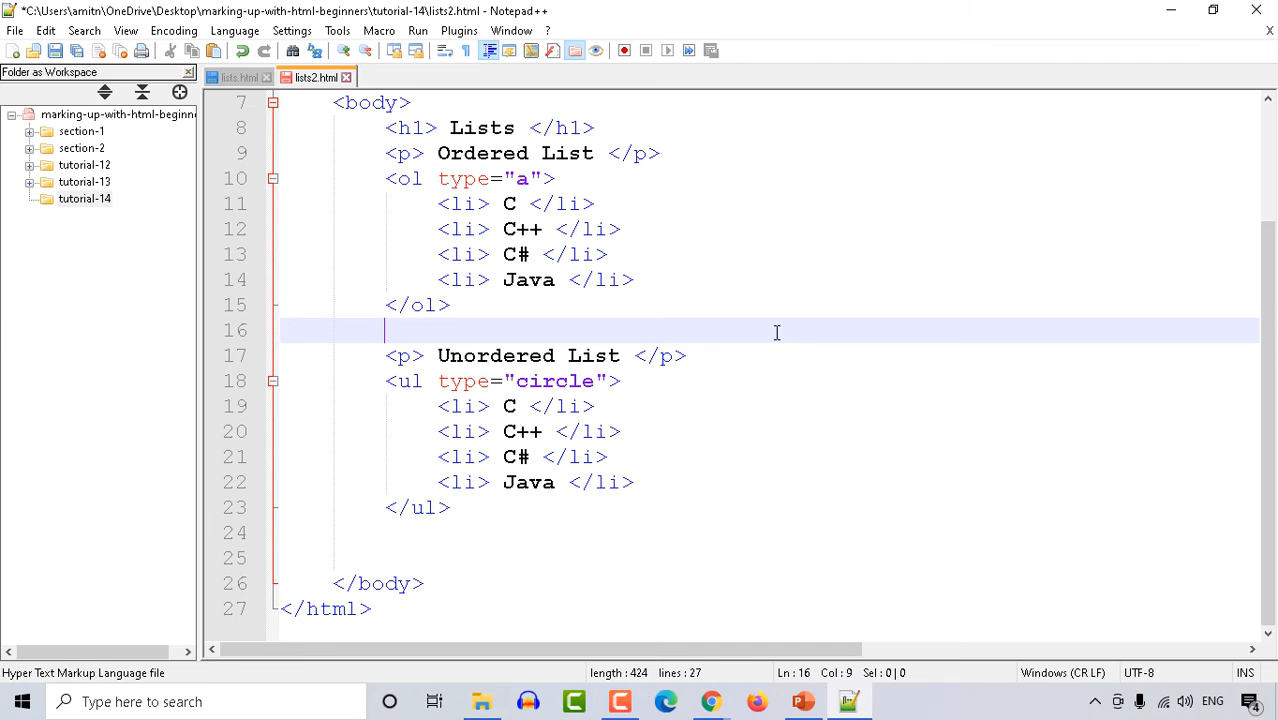 *C:\Users\amitn\OneDrive\Desktop\marking-up-with-html-beginners\tutorial-14\lists2.html - Notepad++
File Edit Search View Encoding Language Settings Tools Macro Run Plugins Window ? X
Folder as Workspace
lists.html lists2.html
marking-up-with-html-beginne
section-1
section-2
tutorial-12
tutorial-13
tutorial-14
7 <body>
8 <h1> Lists </h1>
9 <p> Ordered List </p>
10 <ol type="a">
11 <li> C </li>
12 <li> C++ </li>
13 <li> C# </li>
14 <li> Java </li>
15 </ol>
16
17 <p> Unordered List </p>
18 <ul type="circle">
19 <li> C </li>
20 <li> C++ </li>
21 <li> C# </li>
22 <li> Java </li>
23 </ul>
24
25
26 </body>
27 </html>
Hyper Text Markup Language file length : 424 lines : 27 Ln : 16 Col : 9 Sel : 0 | 0 Windows (CR LF) UTF-8 INS
Type here to search ENG 4